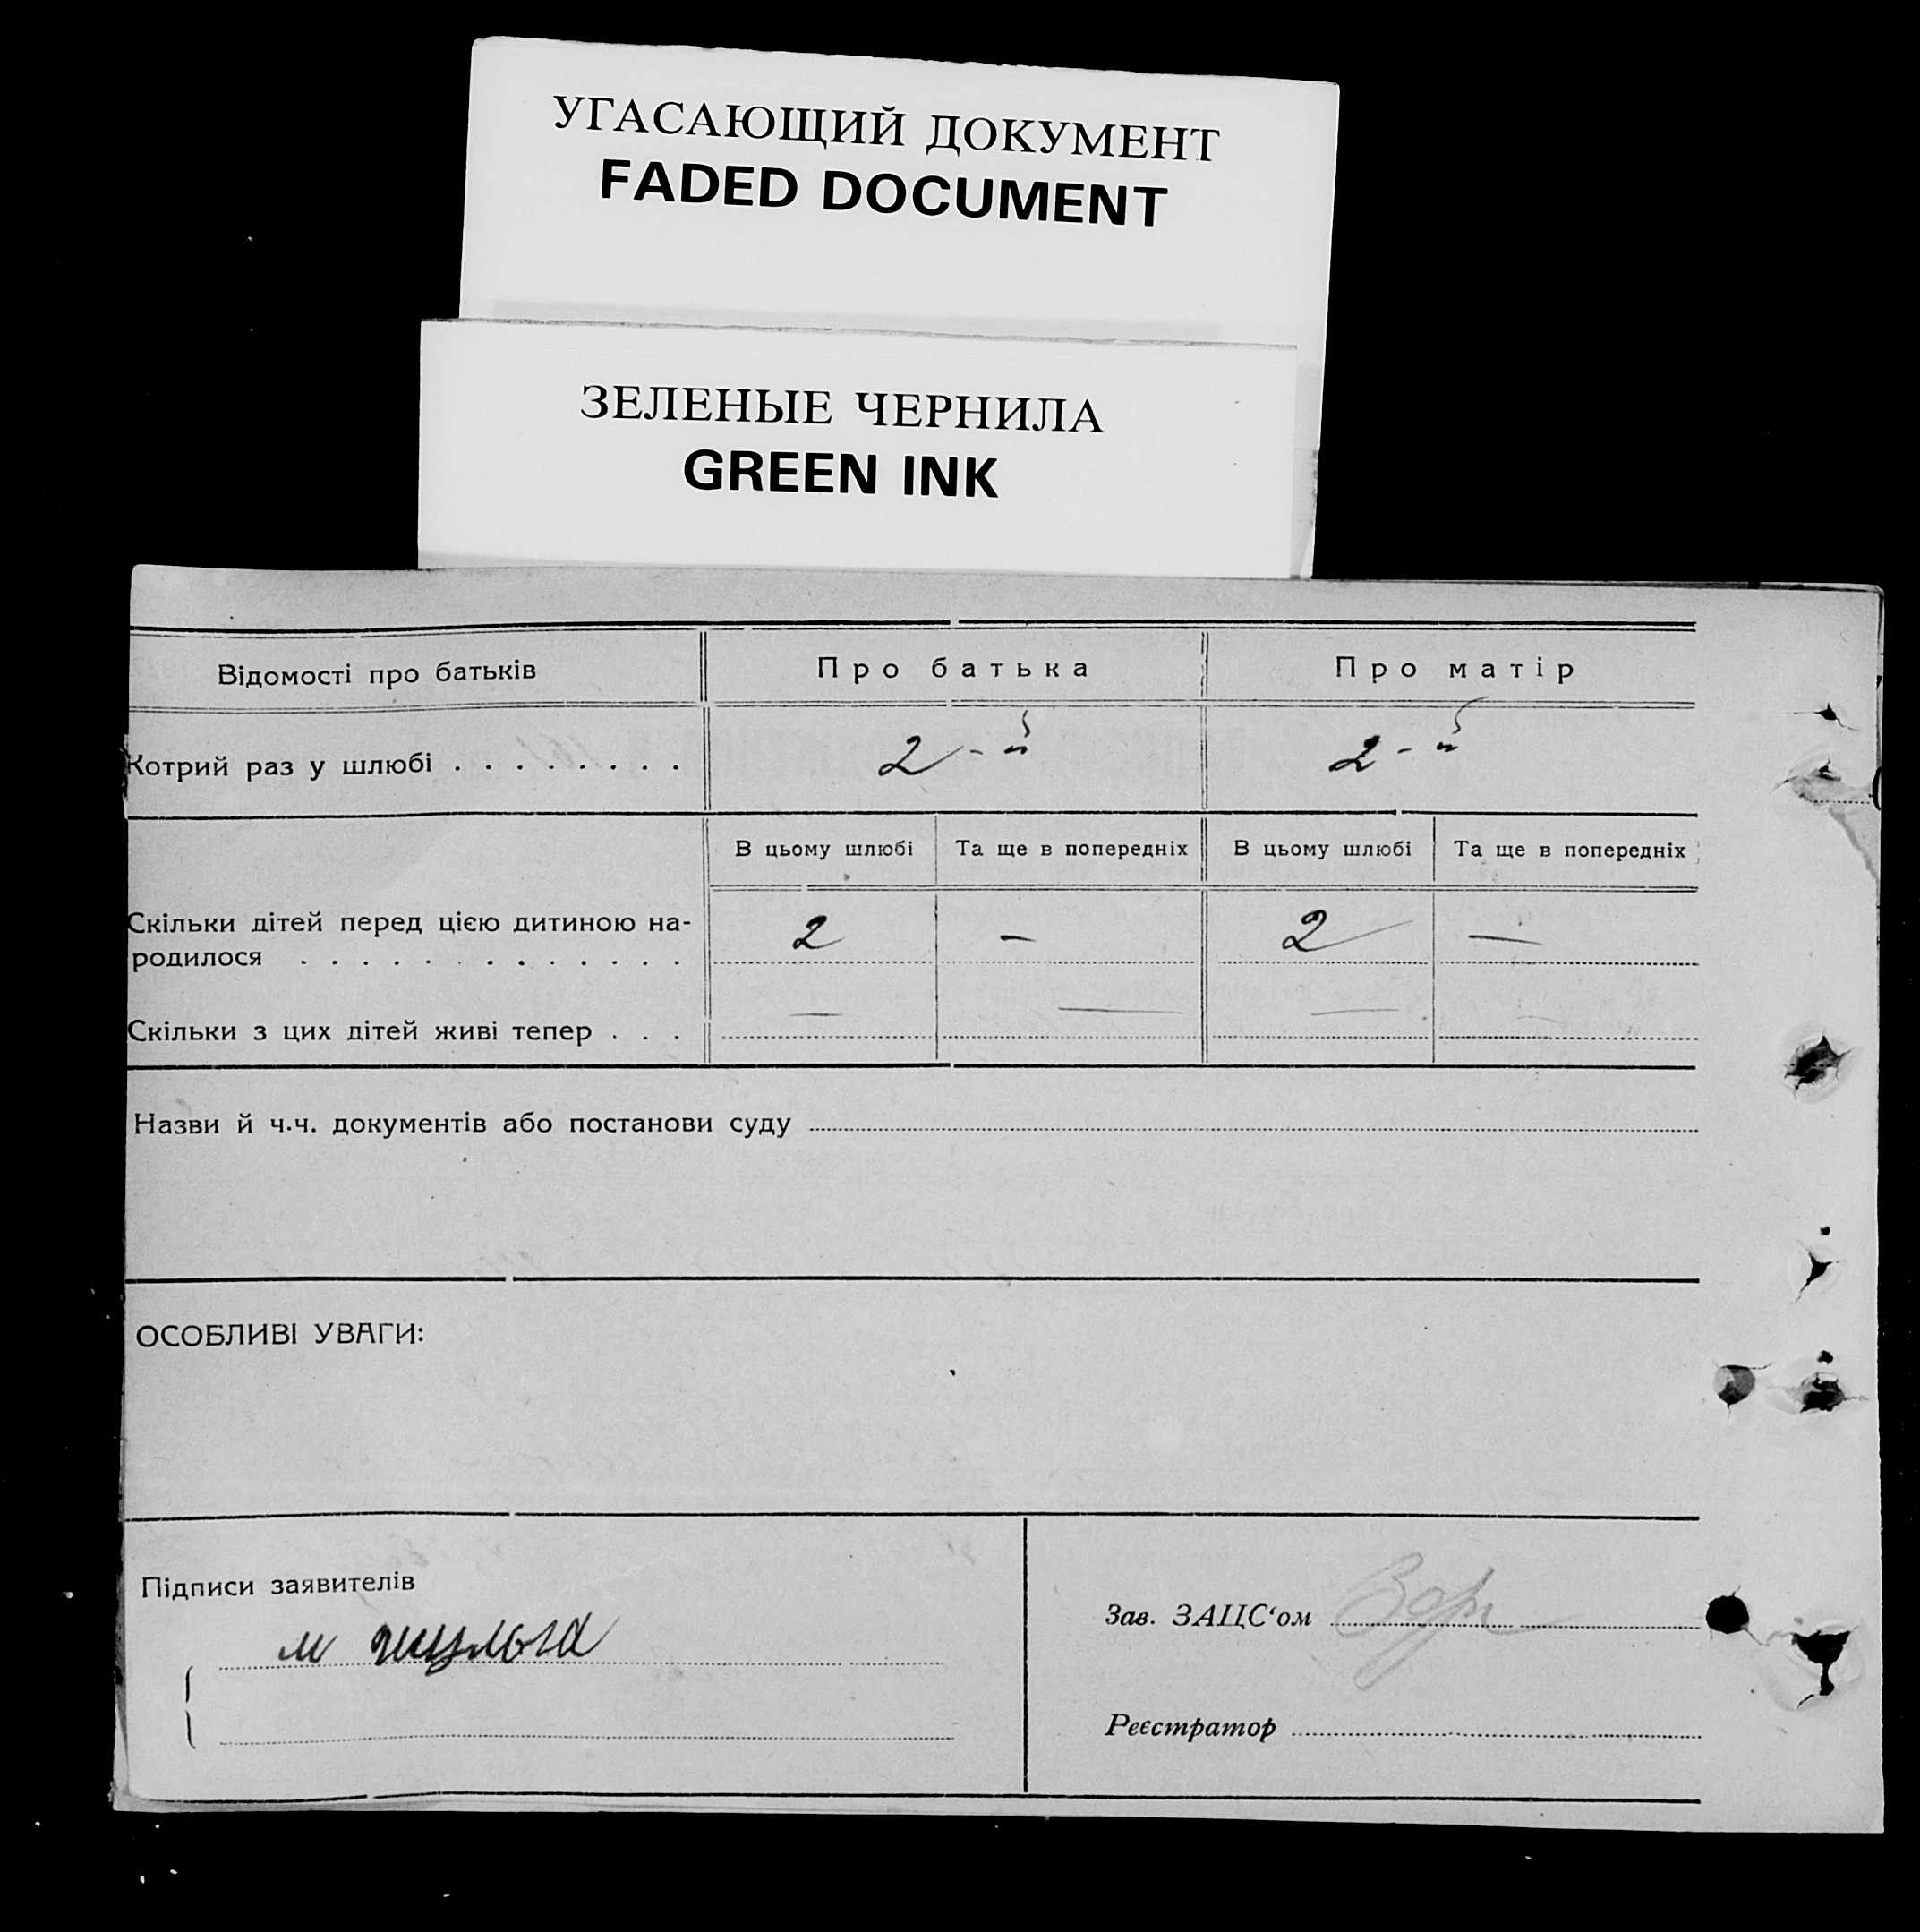 УГАСАЮЩИЙ ДОКУМЕНТ
FADED DOCUMENT
ЗЕЛЕНЫЕ ЧЕРНИЛА
GREEN INK
Відомості про батьків Про батька Про матір
Котрий раз у шлюбі . . . . . . . . 2-й 2-й
В цьому шлюбі Та ще в попередніх В цьому шлюбі Та ще в попередніх
Скільки дітей перед цією дитиною на-
родилося . . . . . . . . . . . . . 2 — 2 —
Скільки з цих дітей живі тепер . . . — — — —
Назви й ч.ч. документів або постанови суду
ОСОБЛИВІ УВАГИ:
Підписи заявителів
м
Зав. ЗАЦС‘ом
Реєстратор